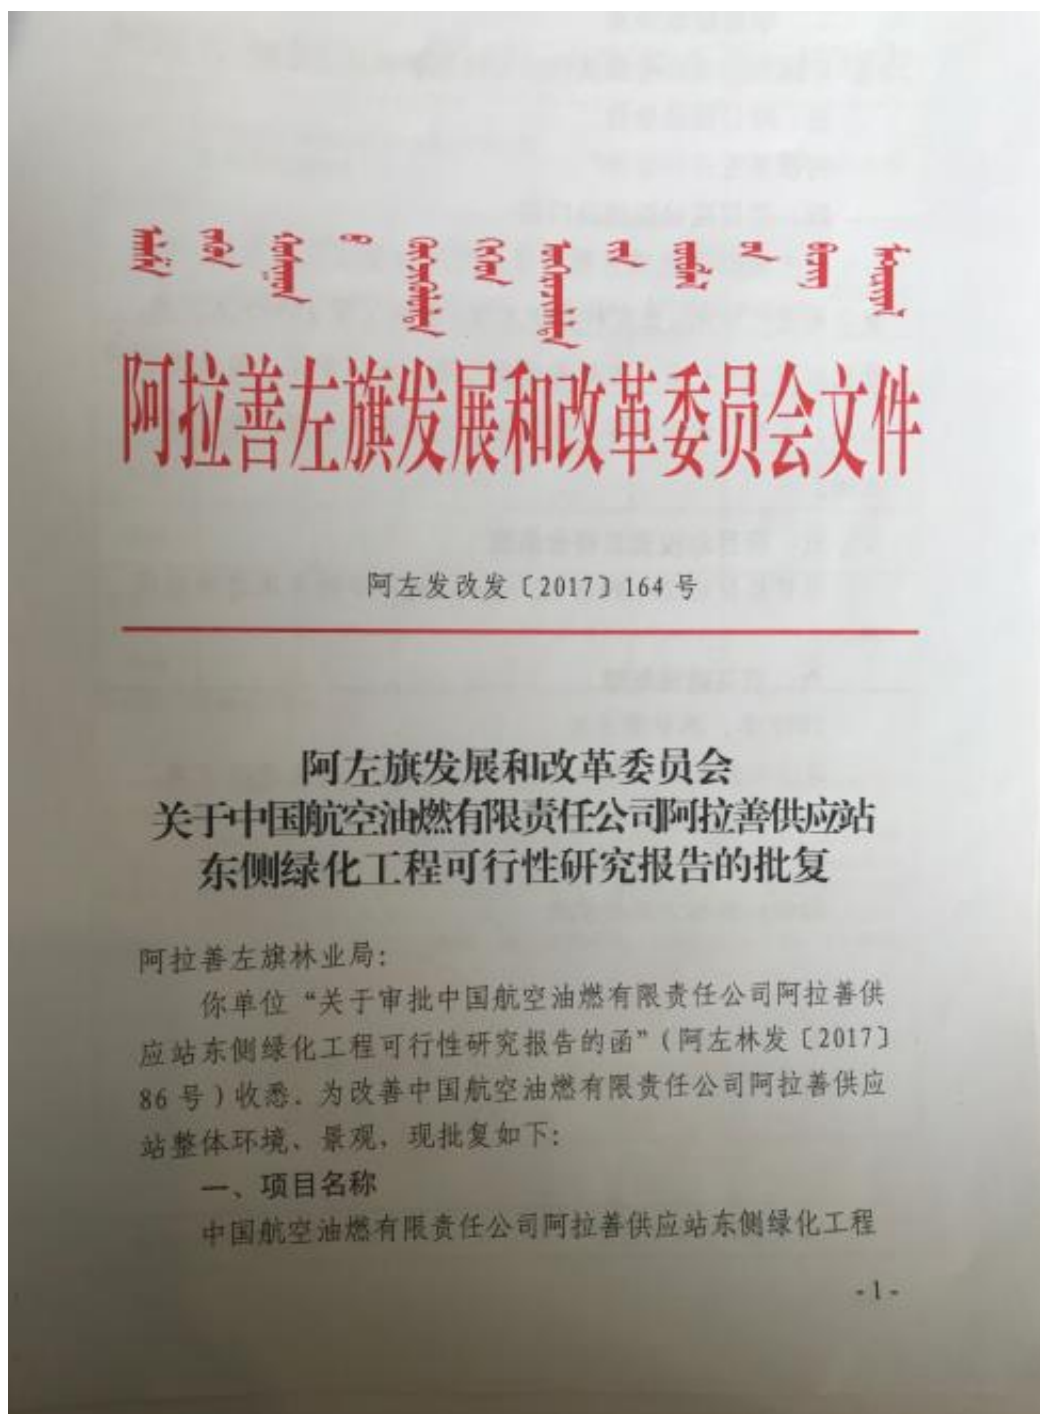 阿拉善左旗发展和改革委员会文件
阿左发改发〔2017〕164 号
阿左旗发展和改革委员会
关于中国航空油燃有限责任公司阿拉善供应站
东侧绿化工程可行性研究报告的批复
阿拉善左旗林业局：
你单位“关于审批中国航空油燃有限责任公司阿拉善供
应站东侧绿化工程可行性研究报告的函”（阿左林发〔2017〕
86 号）收悉。为改善中国航空油燃有限责任公司阿拉善供应
站整体环境、景观，现批复如下：
一、项目名称
中国航空油燃有限责任公司阿拉善供应站东侧绿化工程
- 1 -